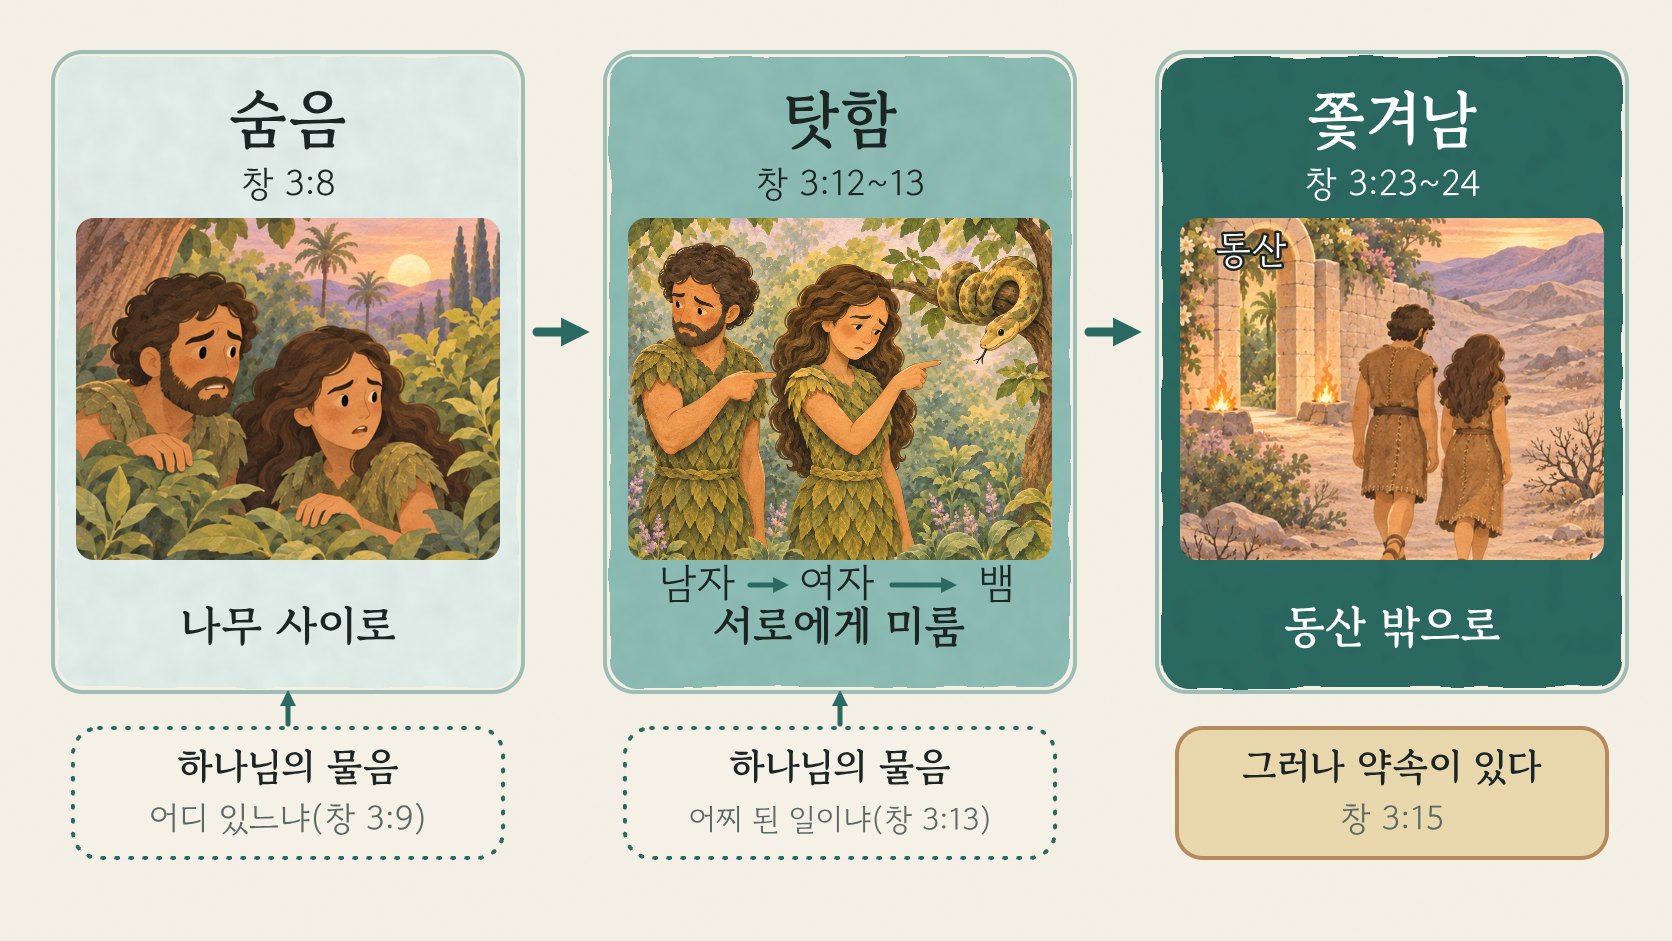 숨음
창 3:8
나무 사이로
하나님의 물음
어디 있느냐(창 3:9)
탓함
창 3:12~13
남자 여자 뱀
서로에게 미룸
하나님의 물음
어찌 된 일이냐(창 3:13)
쫓겨남
창 3:23~24
동산
동산 밖으로
그러나 약속이 있다
창 3:15